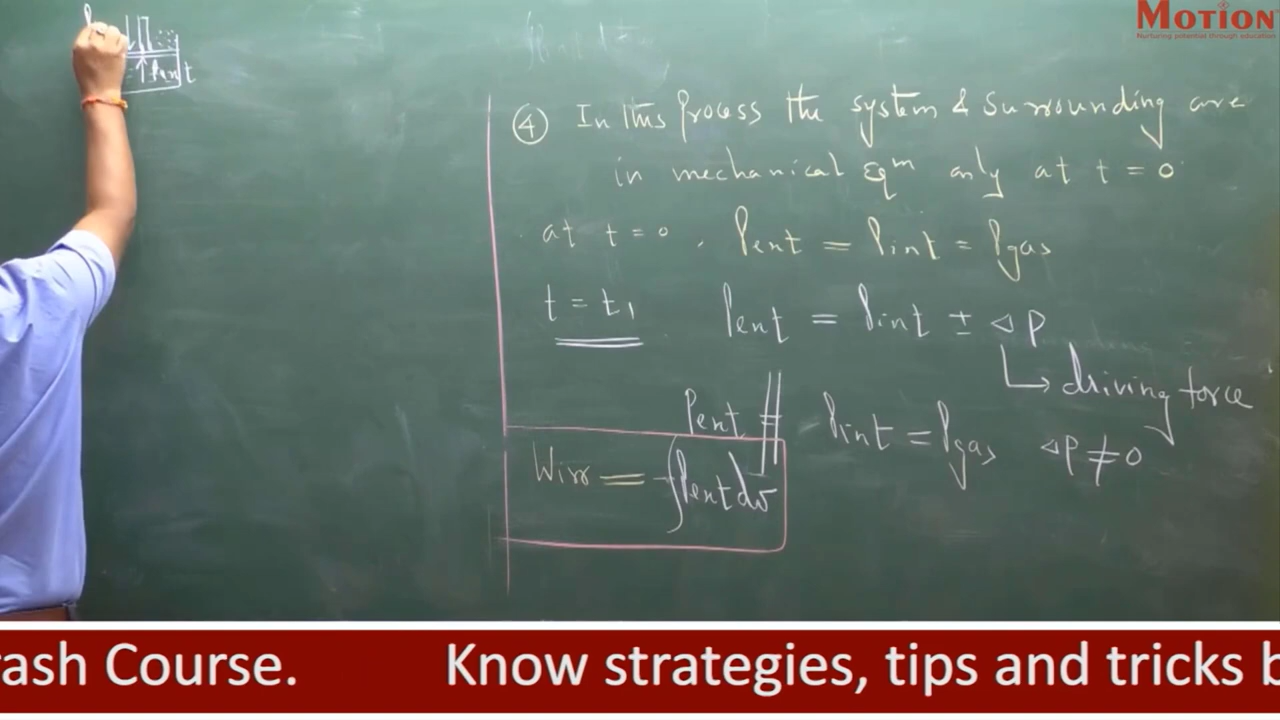 MOTION
Nurturing potential through education
④ In this process the system & surrounding are
in mechanical Eqᵐ only at t = 0
at t = 0, Pext = Pint = Pgas
t = t₁ Pext = Pint ± ΔP
↳ driving force
Pext ≠ Pint = Pgas ΔP ≠ 0
Wirr = -∫Pext dv
rash Course. Know strategies, tips and tricks b